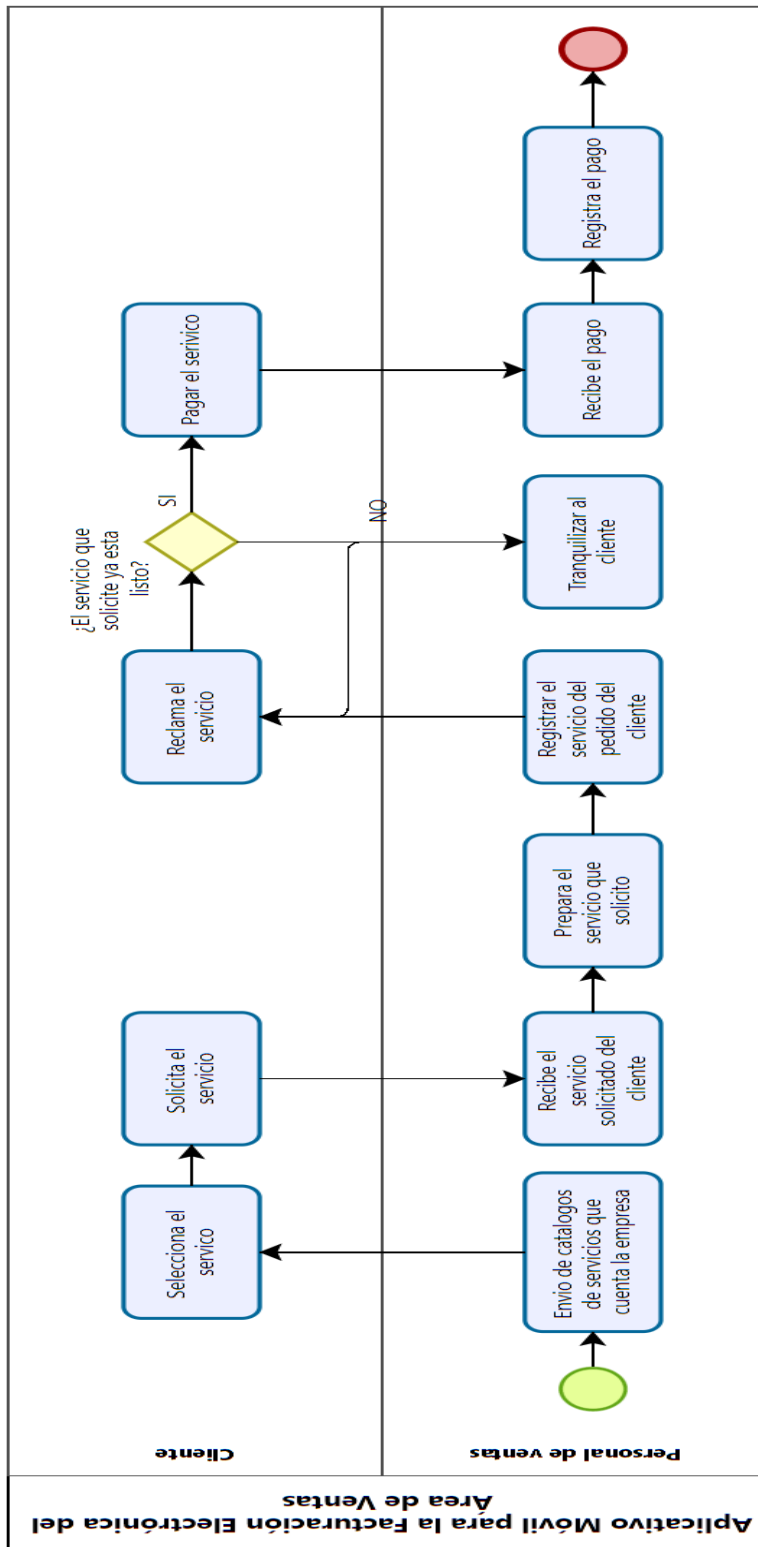 Aplicativo Móvil para la Facturación Electrónica del
Área de Ventas
Cliente
Selecciona el
servico
Solicita el
servicio
Reclama el
servicio
¿El servicio que
solicite ya esta
listo?
SI
NO
Pagar el serivico
Personal de ventas
Envio de catalogos
de servicios que
cuenta la empresa
Recibe el
servicio
solicitado del
cliente
Prepara el
servicio que
solicito
Registrar el
servicio del
pedido del
cliente
Tranquilizar al
cliente
Recibe el pago
Registra el pago